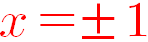 x = ± 1